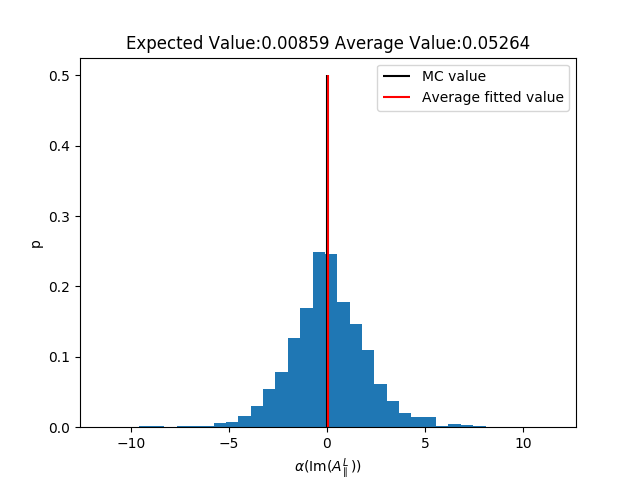 Expected Value:0.00859 Average Value:0.05264
MC value
Average fitted value
0.5
0.4
0.3
0.2
0.1
0.0
p
−10
−5
0
5
10
α(Im(A_∥^L))